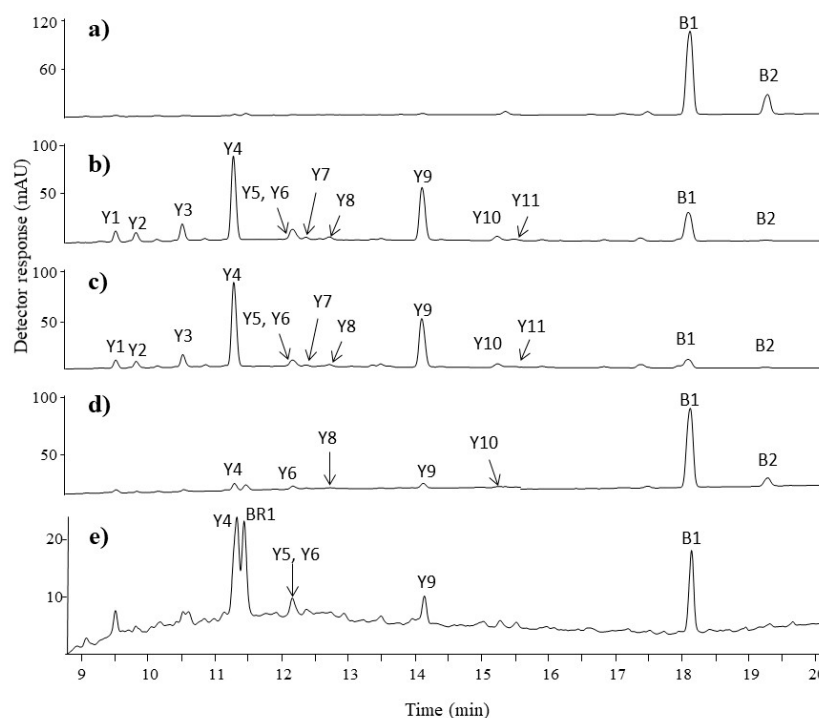 a)
120
60
B1
B2
b)
100
50
Y1
Y2
Y3
Y4
Y5, Y6
Y7
Y8
Y9
Y10
Y11
B1
B2
c)
100
50
Y1
Y2
Y3
Y4
Y5, Y6
Y7
Y8
Y9
Y10
Y11
B1
B2
d)
100
50
Y4
Y6
Y8
Y9
Y10
B1
B2
e)
20
10
Y4
BR1
Y5, Y6
Y9
B1
Detector response (mAU)
9 10 11 12 13 14 15 16 17 18 19 20
Time (min)